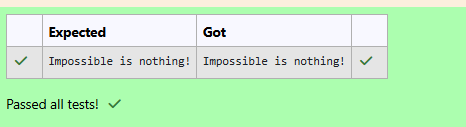 Expected Got
Impossible is nothing! Impossible is nothing!
Passed all tests!